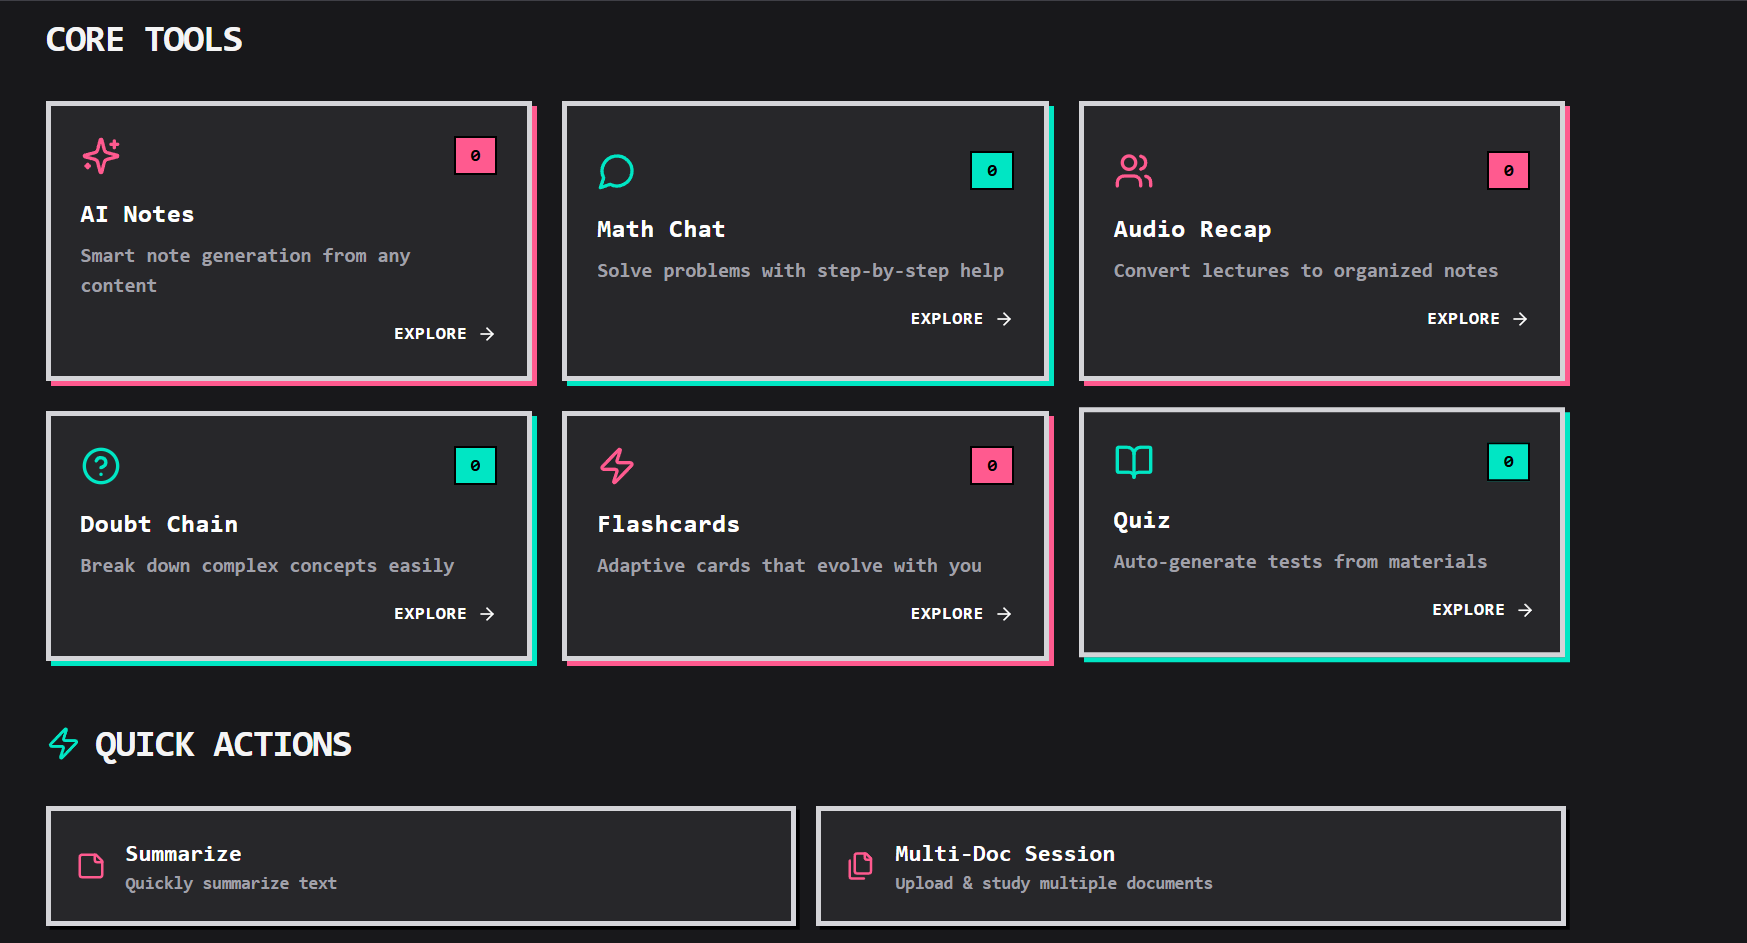 CORE TOOLS
0
AI Notes
Smart note generation from any
content
EXPLORE →
0
Math Chat
Solve problems with step-by-step help
EXPLORE →
0
Audio Recap
Convert lectures to organized notes
EXPLORE →
0
Doubt Chain
Break down complex concepts easily
EXPLORE →
0
Flashcards
Adaptive cards that evolve with you
EXPLORE →
0
Quiz
Auto-generate tests from materials
EXPLORE →
QUICK ACTIONS
Summarize
Quickly summarize text
Multi-Doc Session
Upload & study multiple documents